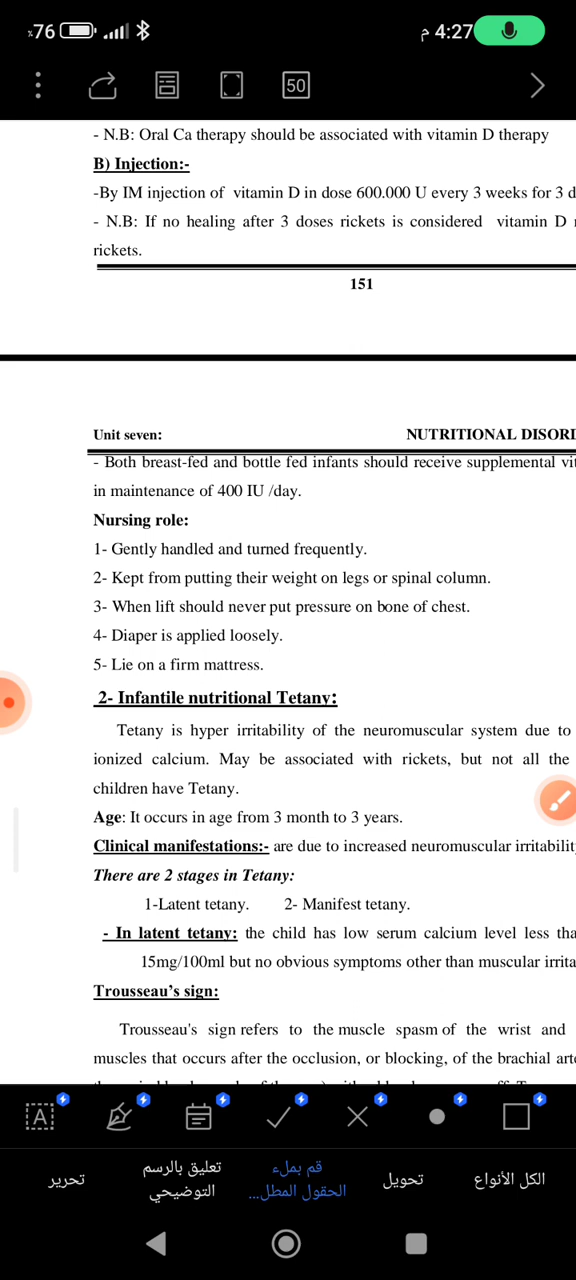 %76
4:27 م
50
- N.B: Oral Ca therapy should be associated with vitamin D therapy
B) Injection:-
-By IM injection of vitamin D in dose 600.000 U every 3 weeks for 3 d
- N.B: If no healing after 3 doses rickets is considered vitamin D
rickets.
151
Unit seven: NUTRITIONAL DISORD
- Both breast-fed and bottle fed infants should receive supplemental vit
in maintenance of 400 IU /day.
Nursing role:
1- Gently handled and turned frequently.
2- Kept from putting their weight on legs or spinal column.
3- When lift should never put pressure on bone of chest.
4- Diaper is applied loosely.
5- Lie on a firm mattress.
2- Infantile nutritional Tetany:
Tetany is hyper irritability of the neuromuscular system due to
ionized calcium. May be associated with rickets, but not all the
children have Tetany.
Age: It occurs in age from 3 month to 3 years.
Clinical manifestations:- are due to increased neuromuscular irritability
There are 2 stages in Tetany:
1-Latent tetany. 2- Manifest tetany.
- In latent tetany: the child has low serum calcium level less tha
15mg/100ml but no obvious symptoms other than muscular irrita
Trousseau's sign:
Trousseau's sign refers to the muscle spasm of the wrist and
muscles that occurs after the occlusion, or blocking, of the brachial arte
A
الكل الأنواع
تحويل
قم بملء
الحقول المطل...
تعليق بالرسم
التوضيحي
تحرير